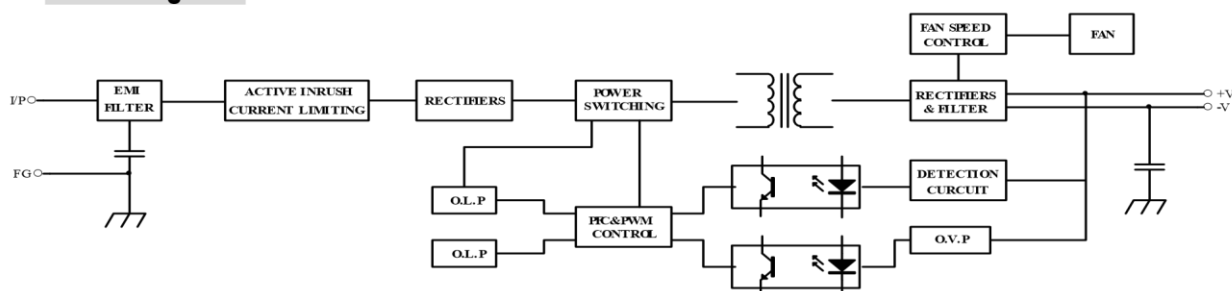 FAN SPEED
CONTROL
FAN
I/P
EMI
FILTER
ACTIVE INRUSH
CURRENT LIMITING
RECTIFIERS
POWER
SWITCHING
RECTIFIERS
& FILTER
+V
-V
FG
O.L.P
PFC&PWM
CONTROL
DETECTION
CURCUIT
O.L.P
O.V.P